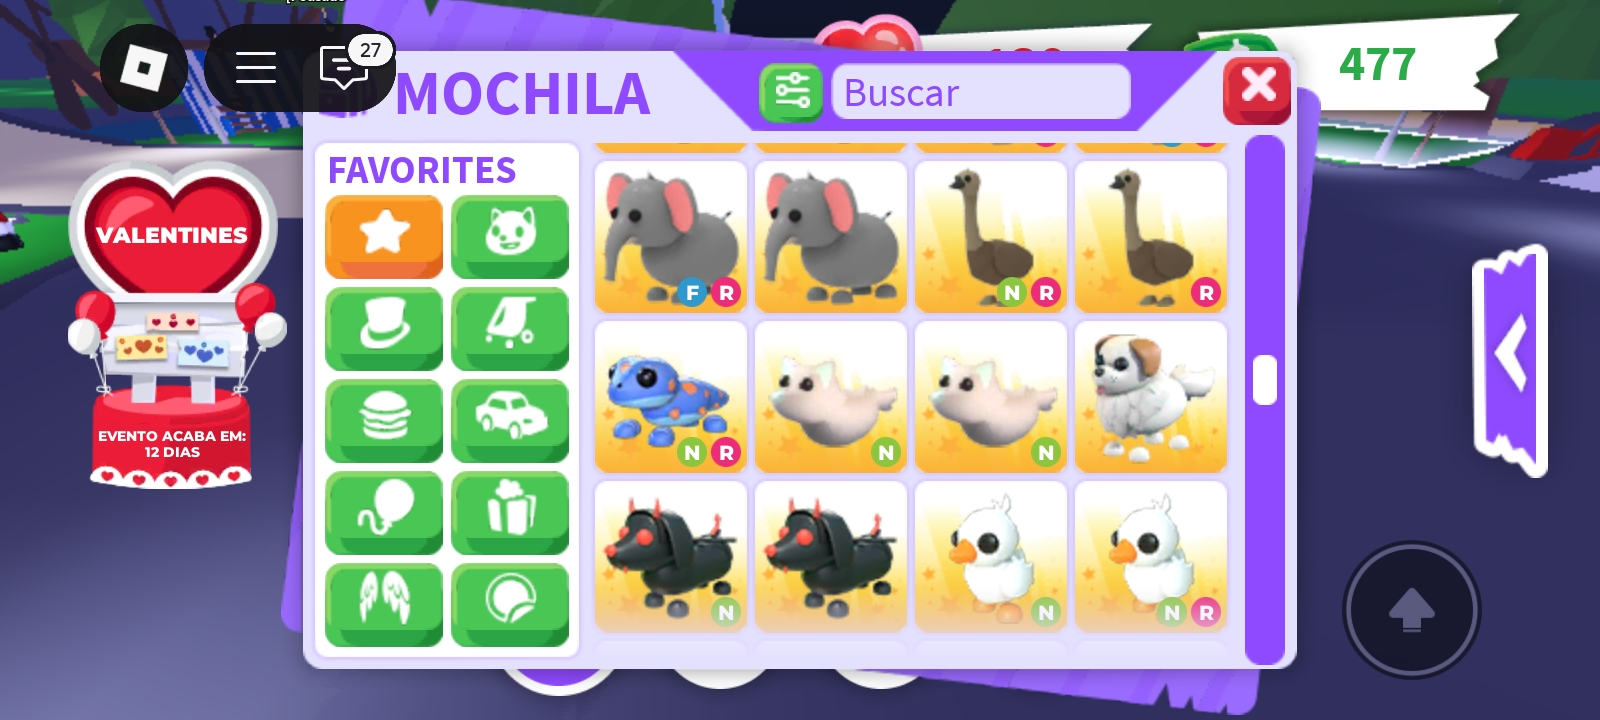 27
MOCHILA
Buscar
477
FAVORITES
VALENTINES
EVENTO ACABA EM:
12 DIAS
F R
N R
R
N R
N
N
N
N
N R